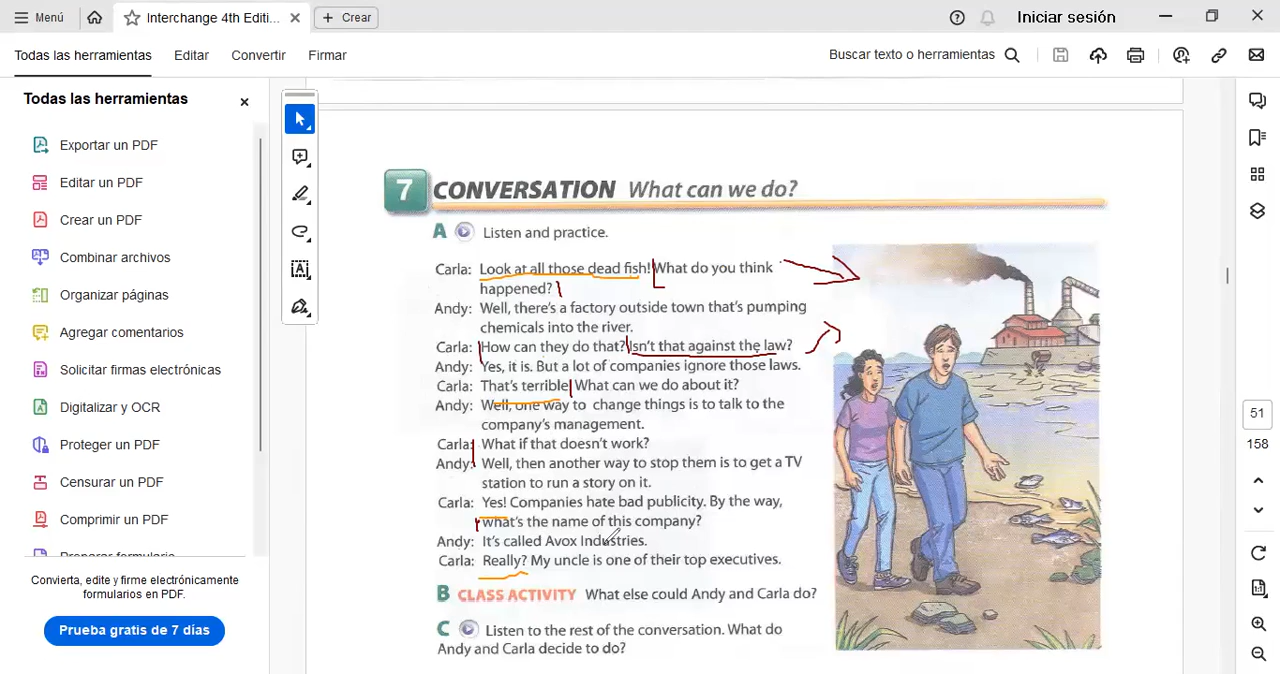 Menú
Interchange 4th Editi...
Crear
Iniciar sesión
Todas las herramientas
Editar
Convertir
Firmar
Buscar texto o herramientas
Todas las herramientas
Exportar un PDF
Editar un PDF
Crear un PDF
Combinar archivos
Organizar páginas
Agregar comentarios
Solicitar firmas electrónicas
Digitalizar y OCR
Proteger un PDF
Censurar un PDF
Comprimir un PDF
Preparar formulario
Convierta, edite y firme electrónicamente
formularios en PDF.
Prueba gratis de 7 días
7 CONVERSATION What can we do?
A Listen and practice.
Carla: Look at all those dead fish! What do you think
happened?
Andy: Well, there's a factory outside town that's pumping
chemicals into the river.
Carla: How can they do that? Isn't that against the law?
Andy: Yes, it is. But a lot of companies ignore those laws.
Carla: That's terrible What can we do about it?
Andy: Well, one way to change things is to talk to the
company's management.
Carla: What if that doesn't work?
Andy: Well, then another way to stop them is to get a TV
station to run a story on it.
Carla: Yes! Companies hate bad publicity. By the way,
what's the name of this company?
Andy: It's called Avox Industries.
Carla: Really? My uncle is one of their top executives.
B CLASS ACTIVITY What else could Andy and Carla do?
C Listen to the rest of the conversation. What do
Andy and Carla decide to do?
51
158